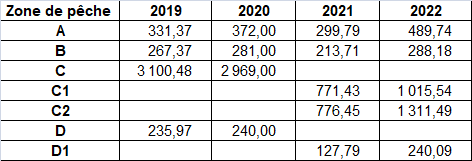 Zone de pêche 2019 2020 2021 2022
A 331,37 372,00 299,79 489,74
B 267,37 281,00 213,71 288,18
C 3 100,48 2 969,00
C1 771,43 1 015,54
C2 776,45 1 311,49
D 235,97 240,00
D1 127,79 240,09